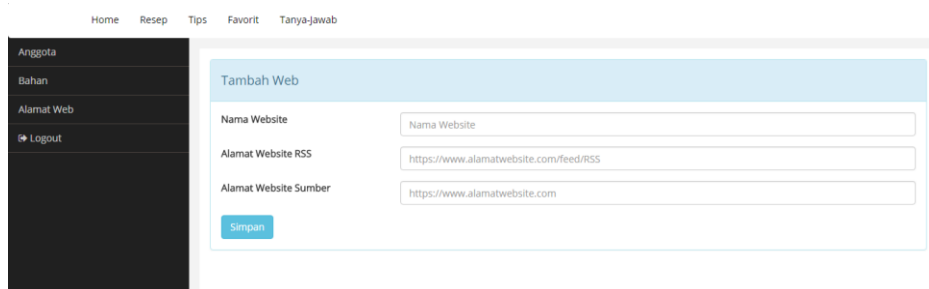 Home Resep Tips Favorit Tanya-Jawab
Anggota
Bahan
Alamat Web
Logout
Tambah Web
Nama Website
Nama Website
Alamat Website RSS
https://www.alamatwebsite.com/feed/RSS
Alamat Website Sumber
https://www.alamatwebsite.com
Simpan